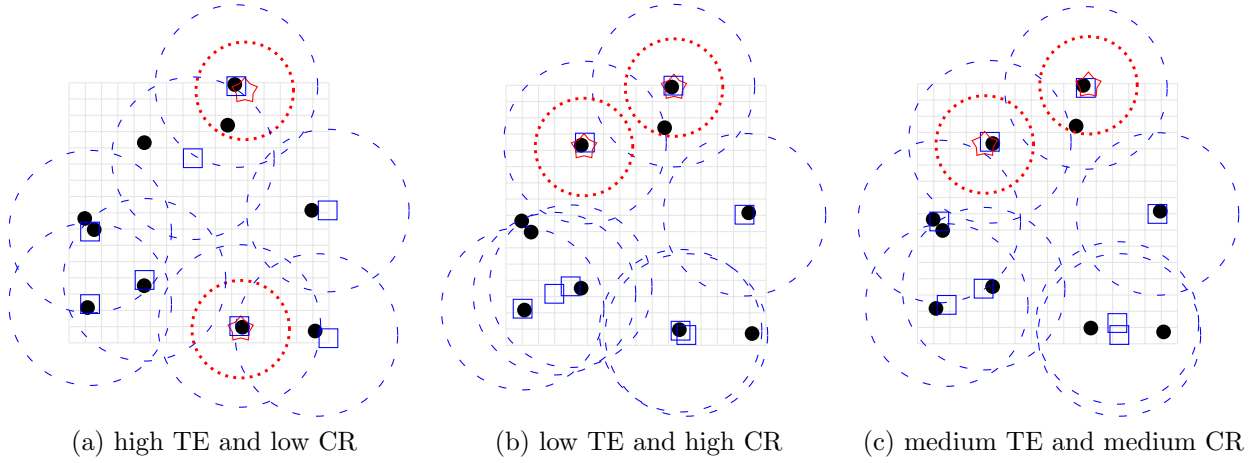 (a) high TE and low CR
(b) low TE and high CR
(c) medium TE and medium CR